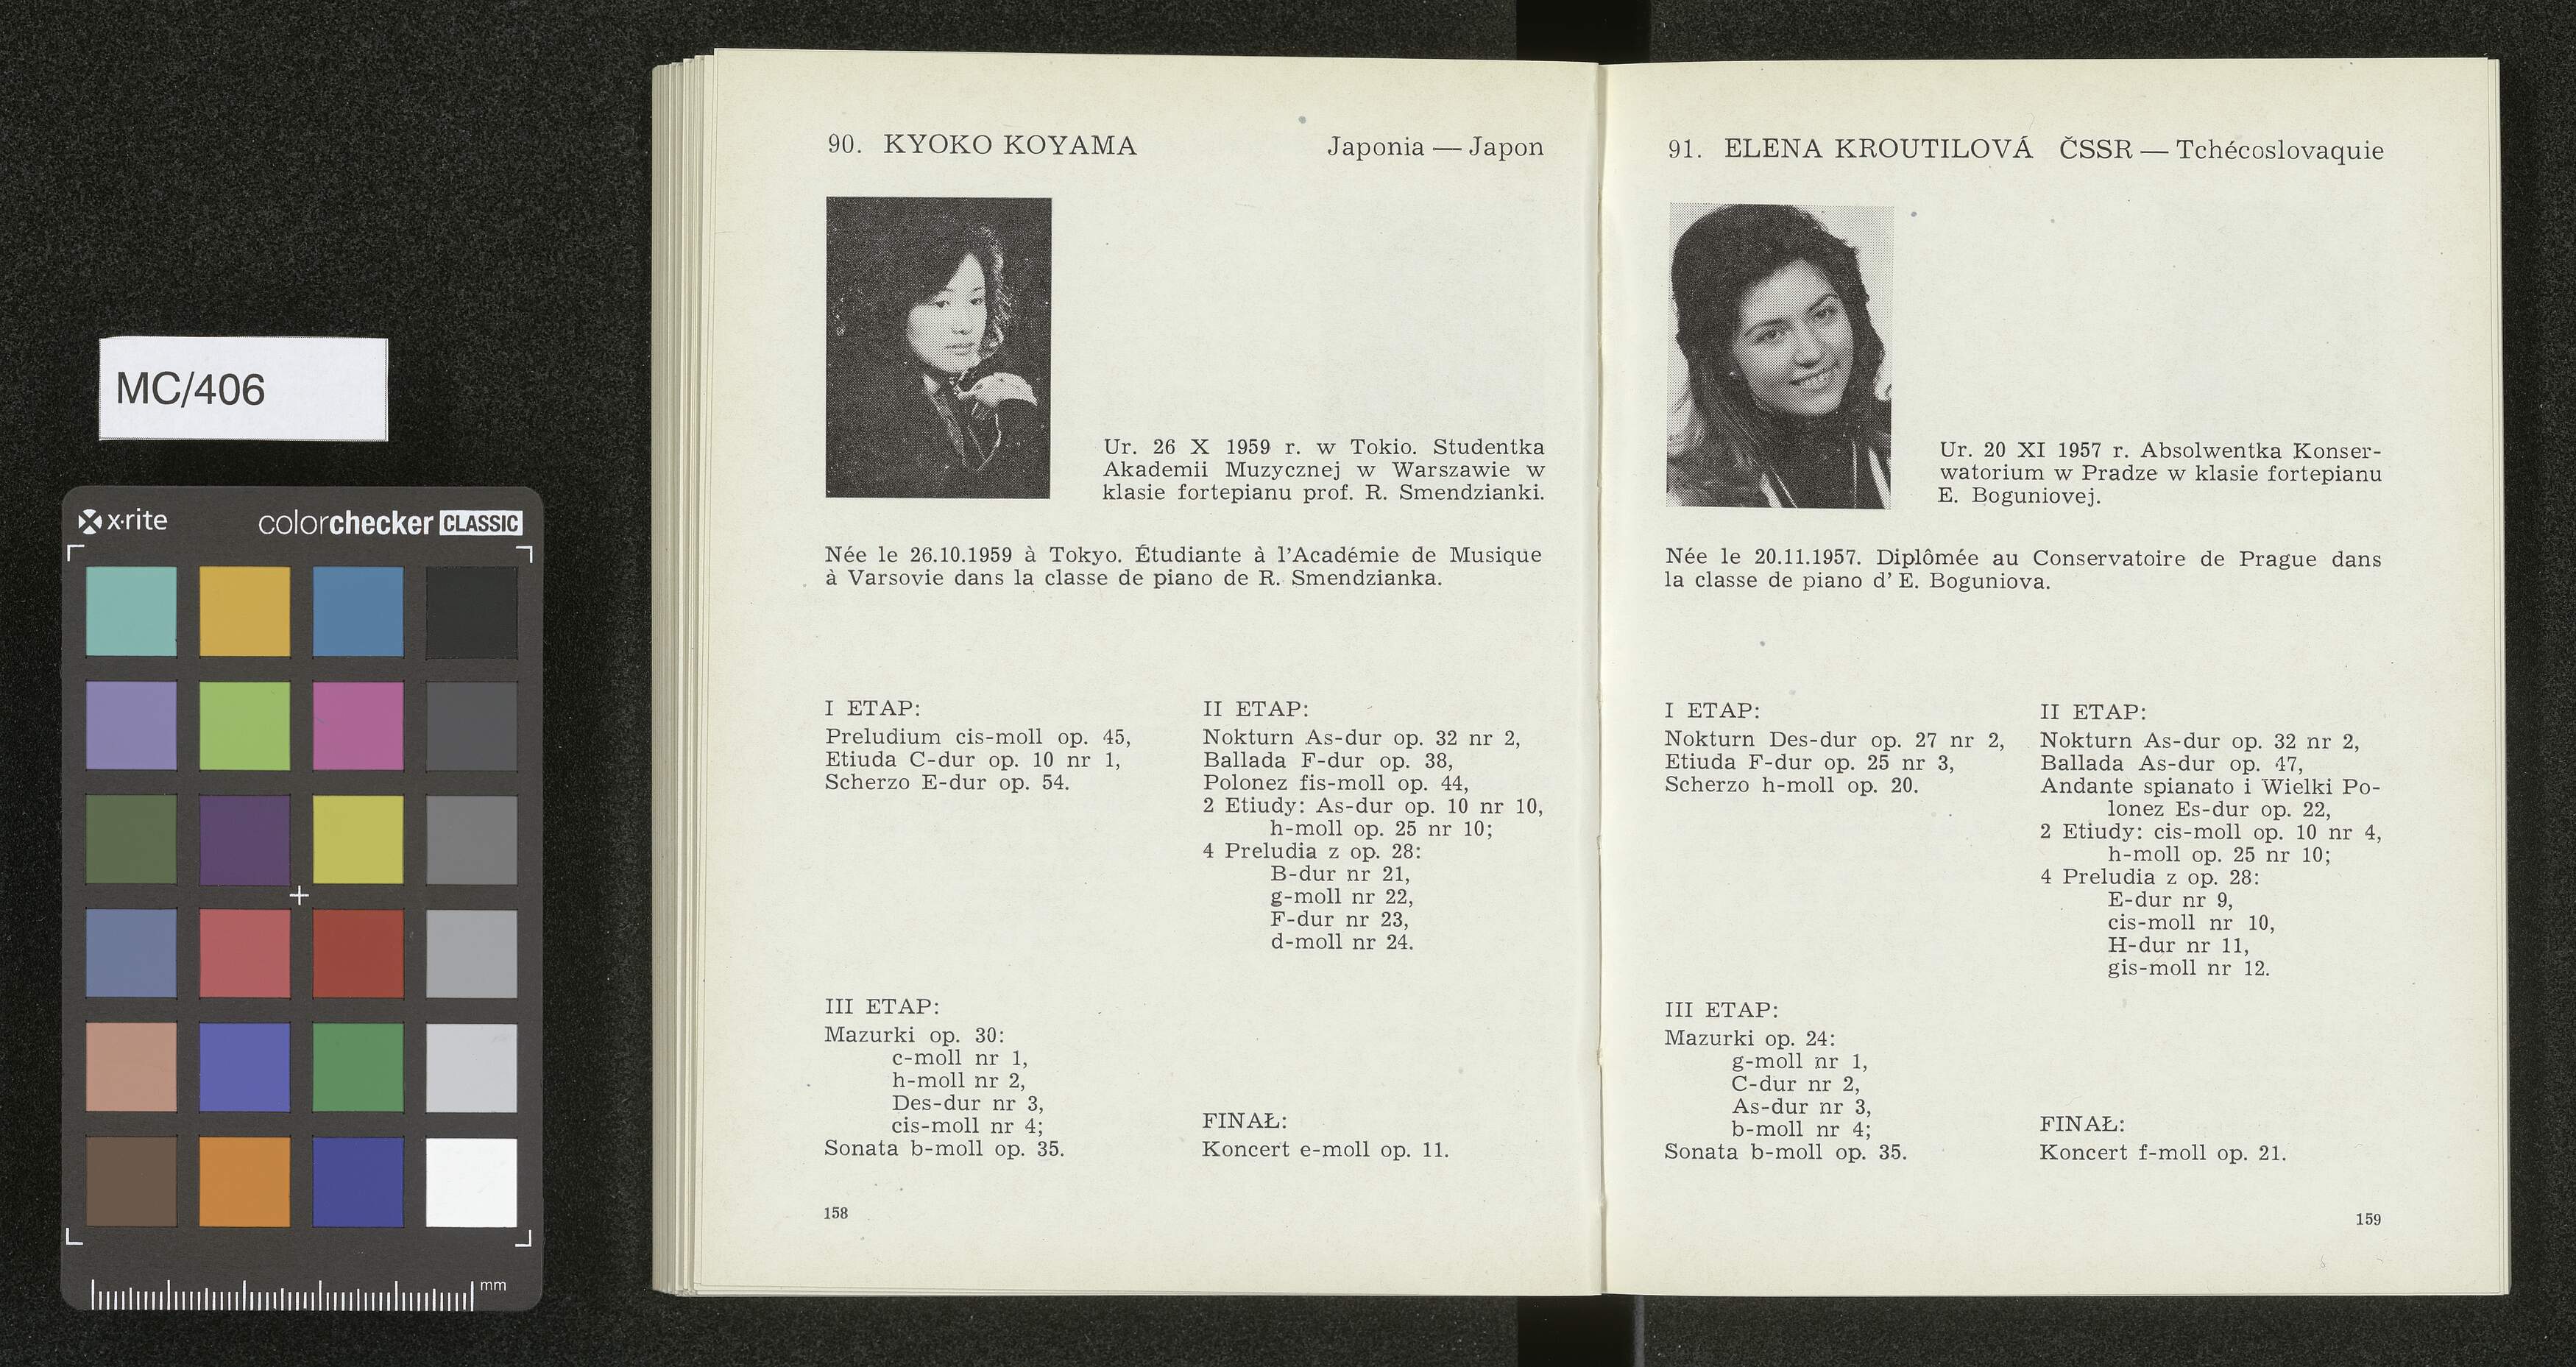 MC/406
x·rite
colorchecker CLASSIC
mm
90. KYOKO KOYAMA Japonia — Japon
Ur. 26 X 1959 r. w Tokio. Studentka
Akademii Muzycznej w Warszawie w
klasie fortepianu prof. R. Smendzianki.
Née le 26.10.1959 à Tokyo. Étudiante à l'Académie de Musique
à Varsovie dans la classe de piano de R. Smendzianka.
I ETAP:
Preludium cis-moll op. 45,
Etiuda C-dur op. 10 nr 1,
Scherzo E-dur op. 54.
II ETAP:
Nokturn As-dur op. 32 nr 2,
Ballada F-dur op. 38,
Polonez fis-moll op. 44,
2 Etiudy: As-dur op. 10 nr 10,
h-moll op. 25 nr 10;
4 Preludia z op. 28:
B-dur nr 21,
g-moll nr 22,
F-dur nr 23,
d-moll nr 24.
III ETAP:
Mazurki op. 30:
c-moll nr 1,
h-moll nr 2,
Des-dur nr 3,
cis-moll nr 4;
Sonata b-moll op. 35.
FINAŁ:
Koncert e-moll op. 11.
158
91. ELENA KROUTILOVÁ ČSSR — Tchécoslovaquie
Ur. 20 XI 1957 r. Absolwentka Konser-
watorium w Pradze w klasie fortepianu
E. Boguniovej.
Née le 20.11.1957. Diplômée au Conservatoire de Prague dans
la classe de piano d' E. Boguniova.
I ETAP:
Nokturn Des-dur op. 27 nr 2,
Etiuda F-dur op. 25 nr 3,
Scherzo h-moll op. 20.
II ETAP:
Nokturn As-dur op. 32 nr 2,
Ballada As-dur op. 47,
Andante spianato i Wielki Po-
lonez Es-dur op. 22,
2 Etiudy: cis-moll op. 10 nr 4,
h-moll op. 25 nr 10;
4 Preludia z op. 28:
E-dur nr 9,
cis-moll nr 10,
H-dur nr 11,
gis-moll nr 12.
III ETAP:
Mazurki op. 24:
g-moll nr 1,
C-dur nr 2,
As-dur nr 3,
b-moll nr 4;
Sonata b-moll op. 35.
FINAŁ:
Koncert f-moll op. 21.
159